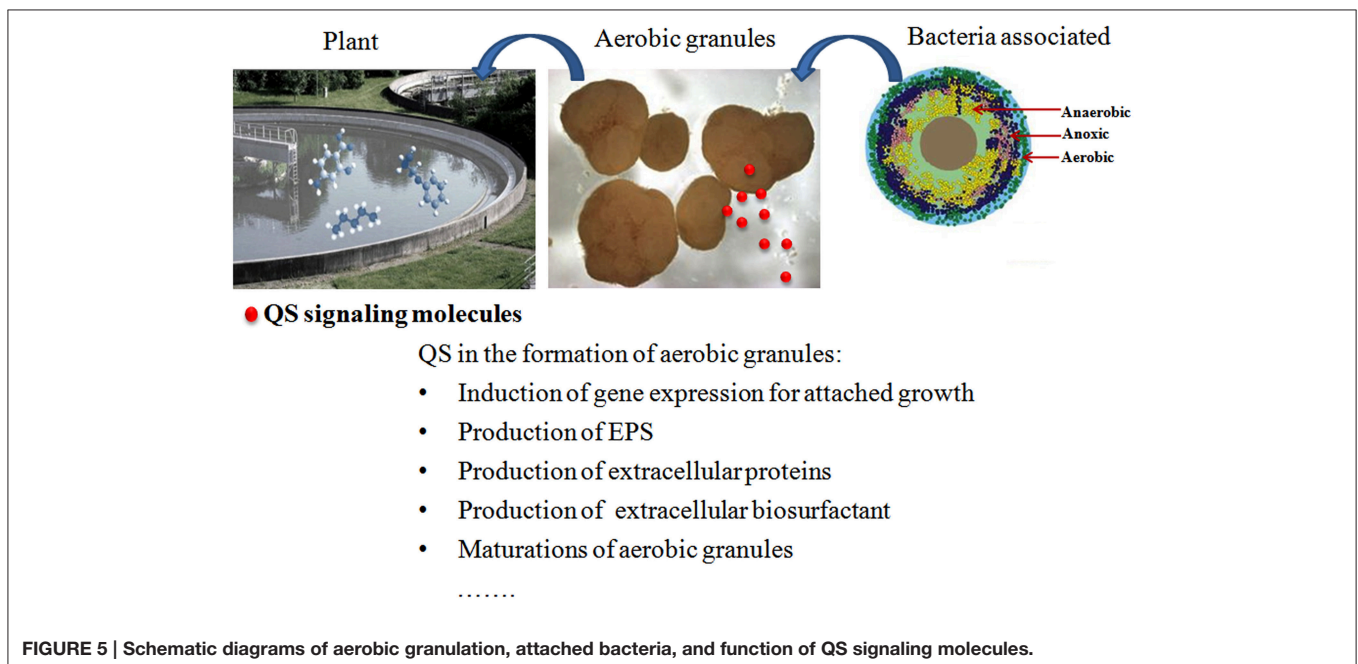 Plant
Aerobic granules
Bacteria associated
Anaerobic
Anoxic
Aerobic
QS signaling molecules
QS in the formation of aerobic granules:
• Induction of gene expression for attached growth
• Production of EPS
• Production of extracellular proteins
• Production of extracellular biosurfactant
• Maturations of aerobic granules
.......
FIGURE 5 | Schematic diagrams of aerobic granulation, attached bacteria, and function of QS signaling molecules.